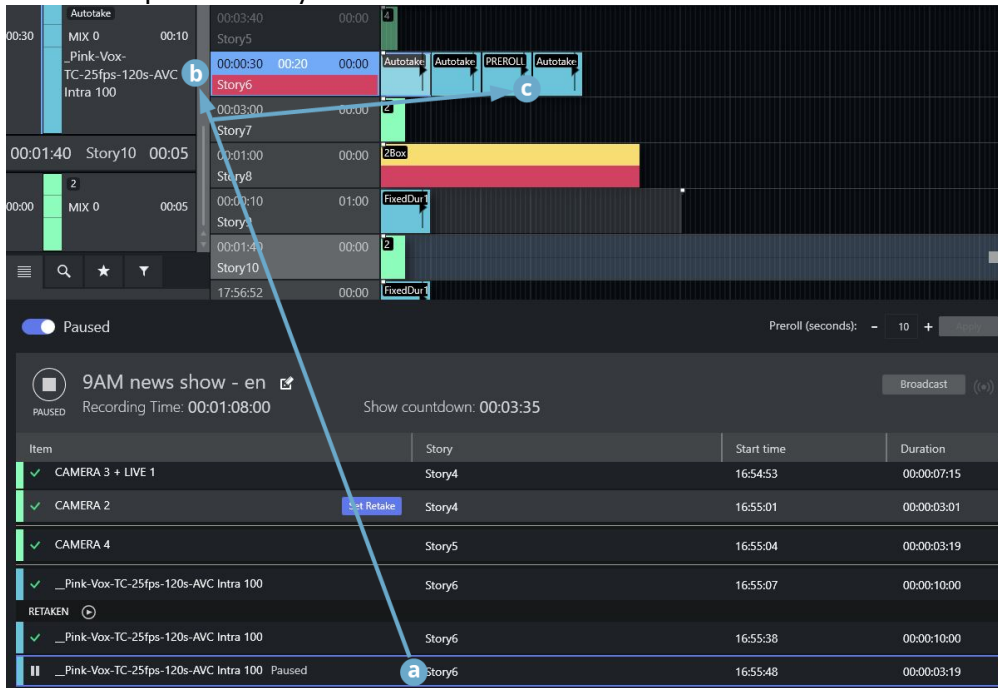 Autotake
00:30 MIX 0 00:10
_Pink-Vox-
TC-25fps-120s-AVC
Intra 100
b
00:01:40 Story10 00:05
2
00:00 MIX 0 00:05
00:03:40 00:00 4
Story5
00:00:30 00:20 00:00 Autotake Autotake PREROLL Autotake
Story6
c
00:03:00 00:00 2
Story7
00:01:00 00:00 2Box
Story8
00:00:10 01:00 FixedDur1
00:01:40 00:00 2
Story10
17:56:52 00:00 FixedDur1
Paused Preroll (seconds): - 10 + Apply
9AM news show - en Broadcast
PAUSED Recording Time: 00:01:08:00 Show countdown: 00:03:35
Item Story Start time Duration
CAMERA 3 + LIVE 1 Story4 16:54:53 00:00:07:15
CAMERA 2 Set Retake Story4 16:55:01 00:00:03:01
CAMERA 4 Story5 16:55:04 00:00:03:19
__Pink-Vox-TC-25fps-120s-AVC Intra 100 Story6 16:55:07 00:00:10:00
RETAKEN
__Pink-Vox-TC-25fps-120s-AVC Intra 100 Story6 16:55:38 00:00:10:00
__Pink-Vox-TC-25fps-120s-AVC Intra 100 Paused a Story6 16:55:48 00:00:03:19